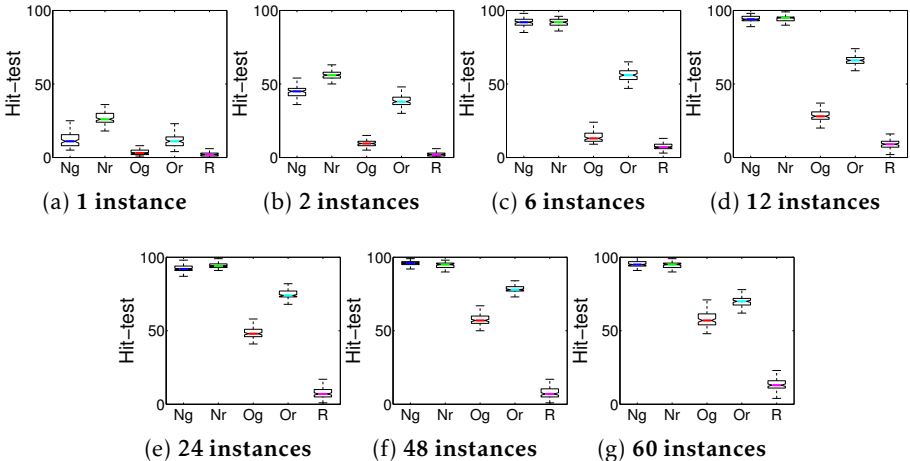 100
50
0
Hit-test
Ng Nr Og Or R
(a) 1 instance
100
50
0
Hit-test
Ng Nr Og Or R
(b) 2 instances
100
50
0
Hit-test
Ng Nr Og Or R
(c) 6 instances
100
50
0
Hit-test
Ng Nr Og Or R
(d) 12 instances
100
50
0
Hit-test
Ng Nr Og Or R
(e) 24 instances
100
50
0
Hit-test
Ng Nr Og Or R
(f) 48 instances
100
50
0
Hit-test
Ng Nr Og Or R
(g) 60 instances